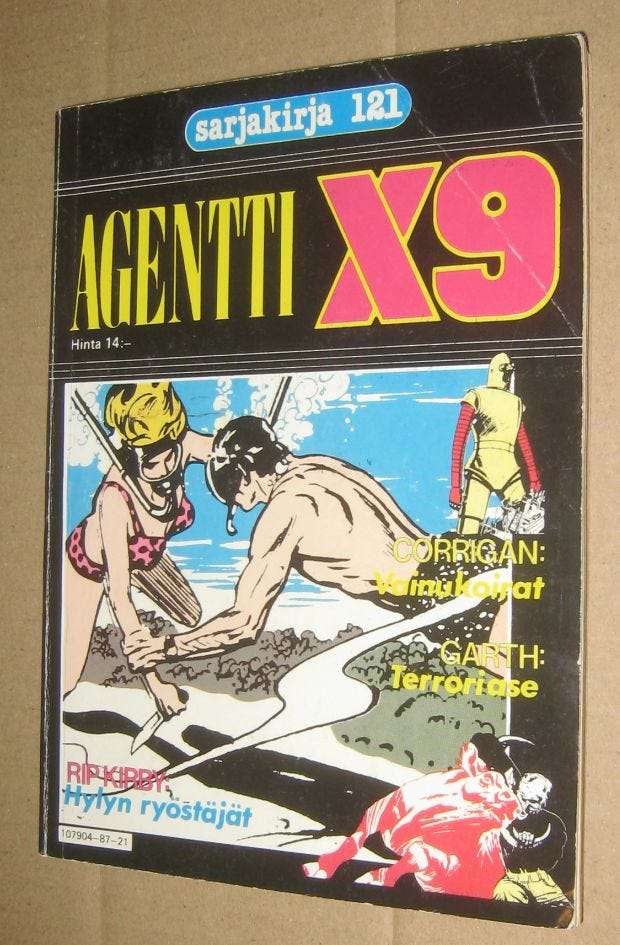 sarjakirja 121
AGENTTI X9
Hinta 14:–
CORRIGAN:
Vainukoirat
GARTH:
Terroriase
RIP KIRBY:
Hylyn ryöstäjät
107904–87–21